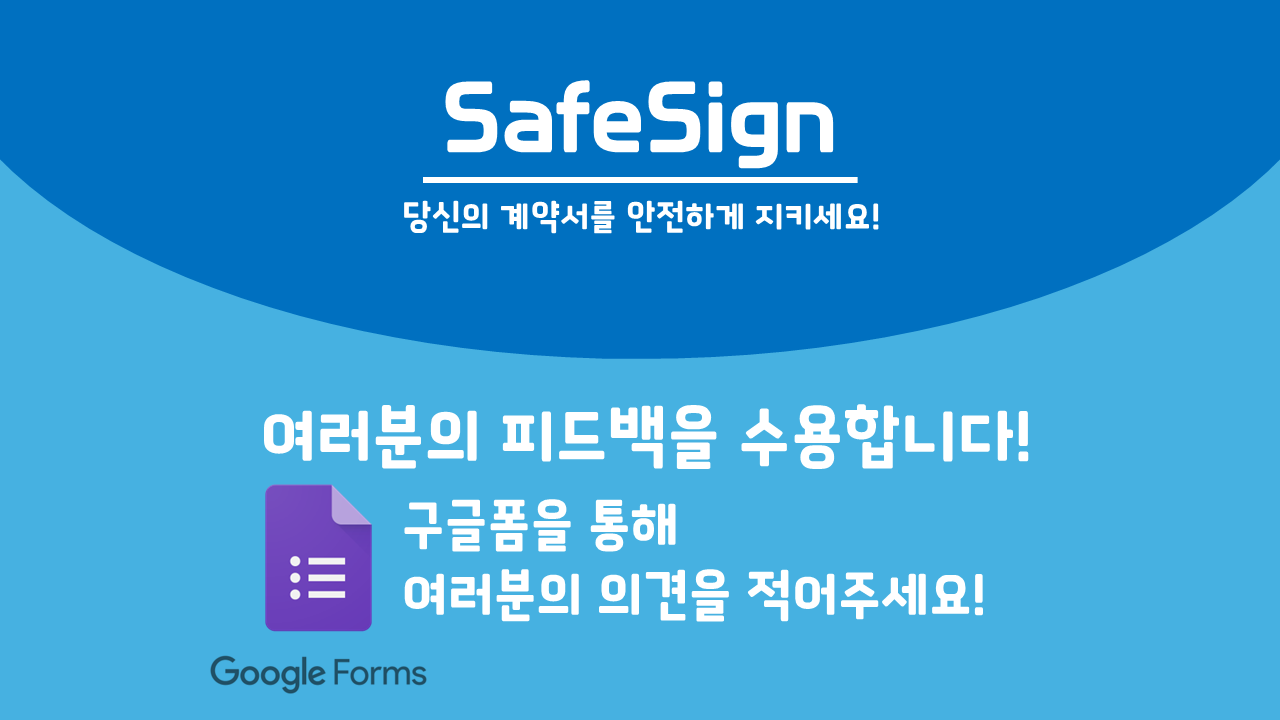 SafeSign
당신의 계약서를 안전하게 지키세요!
여러분의 피드백을 수용합니다!
구글폼을 통해
여러분의 의견을 적어주세요!
Google Forms